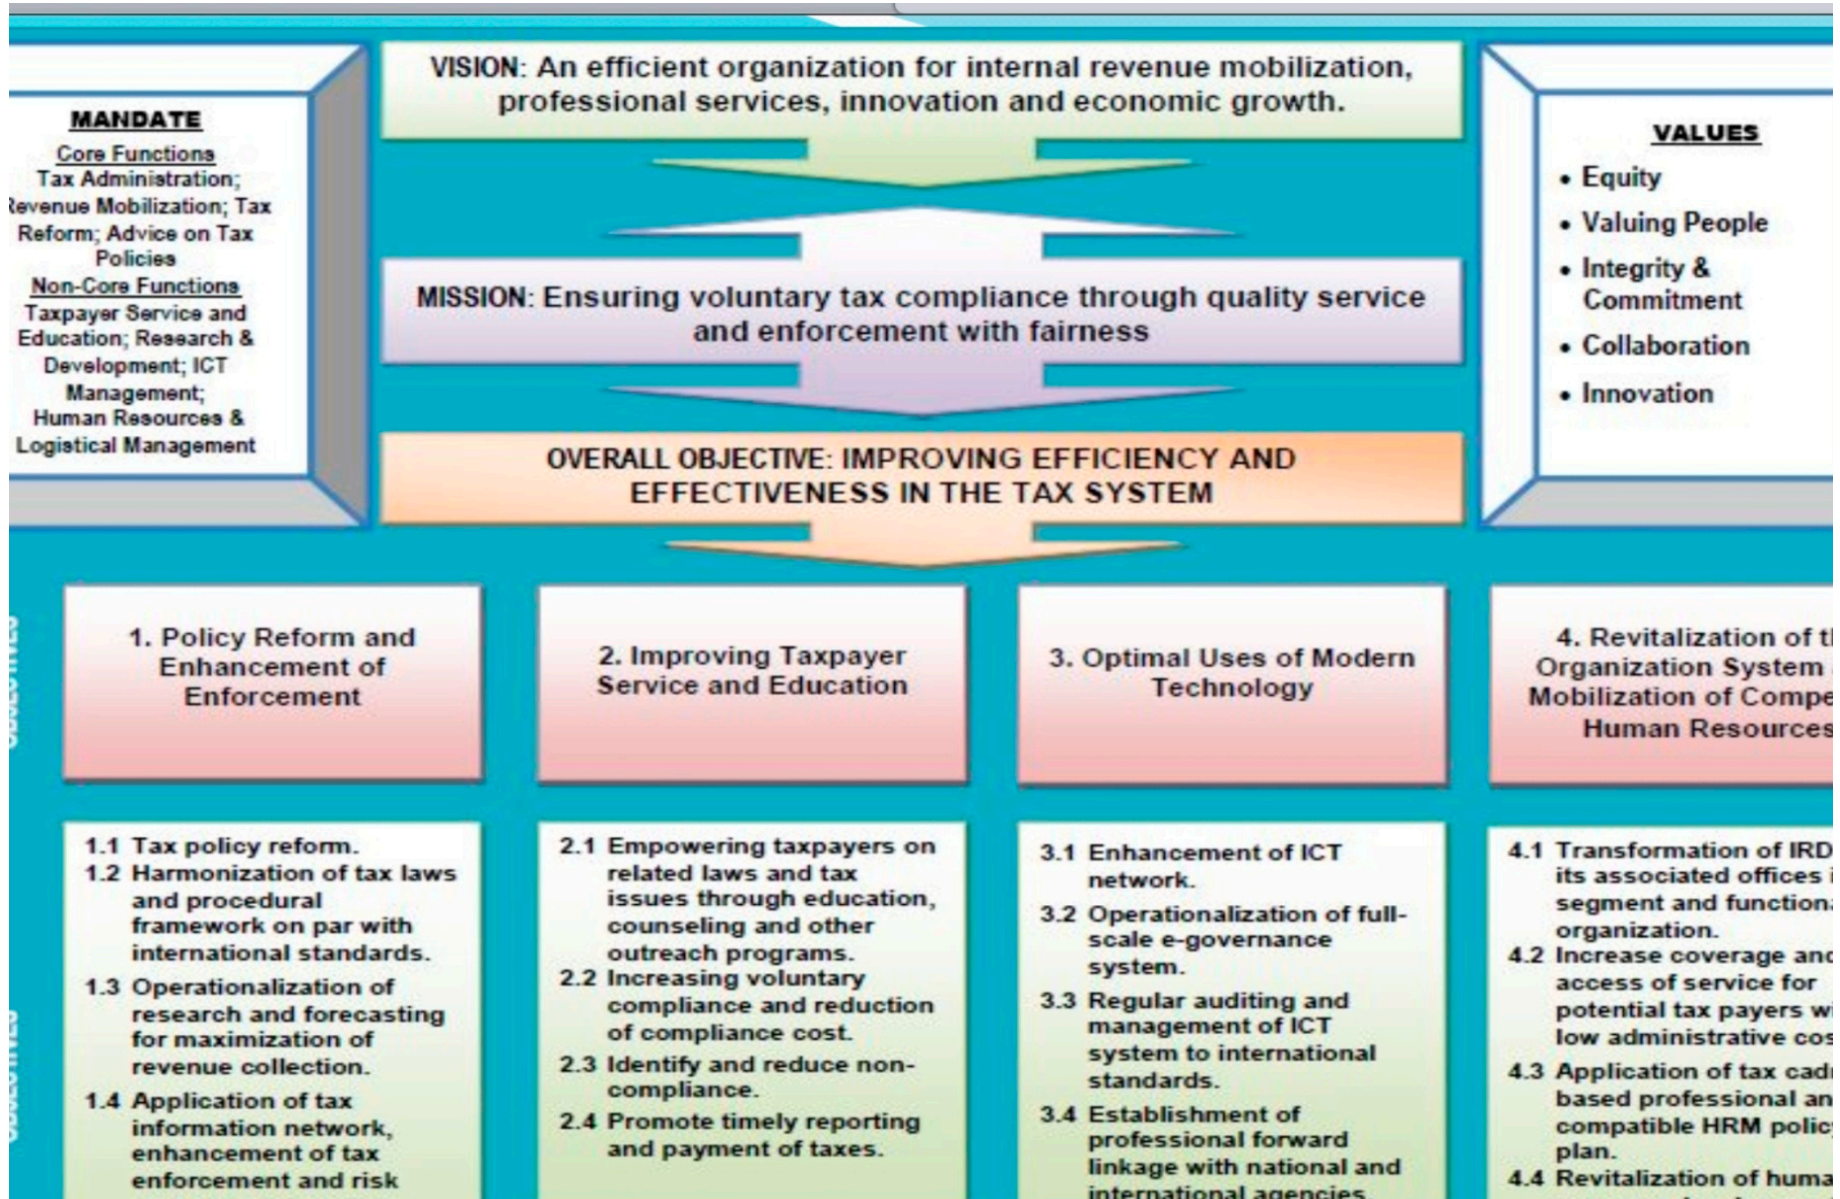 VISION: An efficient organization for internal revenue mobilization,
professional services, innovation and economic growth.
MANDATE
Core Functions
Tax Administration;
Revenue Mobilization; Tax
Reform; Advice on Tax
Policies
Non-Core Functions
Taxpayer Service and
Education; Research &
Development; ICT
Management;
Human Resources &
Logistical Management
MISSION: Ensuring voluntary tax compliance through quality service
and enforcement with fairness
VALUES
• Equity
• Valuing People
• Integrity &
Commitment
• Collaboration
• Innovation
OVERALL OBJECTIVE: IMPROVING EFFICIENCY AND
EFFECTIVENESS IN THE TAX SYSTEM
1. Policy Reform and
Enhancement of
Enforcement
2. Improving Taxpayer
Service and Education
3. Optimal Uses of Modern
Technology
4. Revitalization of
Organization System
Mobilization of
Human Resources
1.1 Tax policy reform.
1.2 Harmonization of tax laws
and procedural
framework on par with
international standards.
1.3 Operationalization of
research and forecasting
for maximization of
revenue collection.
1.4 Application of tax
information network,
enhancement of tax
enforcement and risk
2.1 Empowering taxpayers on
related laws and tax
issues through education,
counseling and other
outreach programs.
2.2 Increasing voluntary
compliance and reduction
of compliance cost.
2.3 Identify and reduce non-
compliance.
2.4 Promote timely reporting
and payment of taxes.
3.1 Enhancement of ICT
network.
3.2 Operationalization of full-
scale e-governance
system.
3.3 Regular auditing and
management of ICT
system to international
standards.
3.4 Establishment of
professional forward
linkage with national and
international agencies
4.1 Transformation of IRD
its associated offices
segment and
organization.
4.2 Increase coverage and
access of service for
potential tax payers
low administrative
4.3 Application of tax
based professional
compatible HRM policy
plan.
4.4 Revitalization of